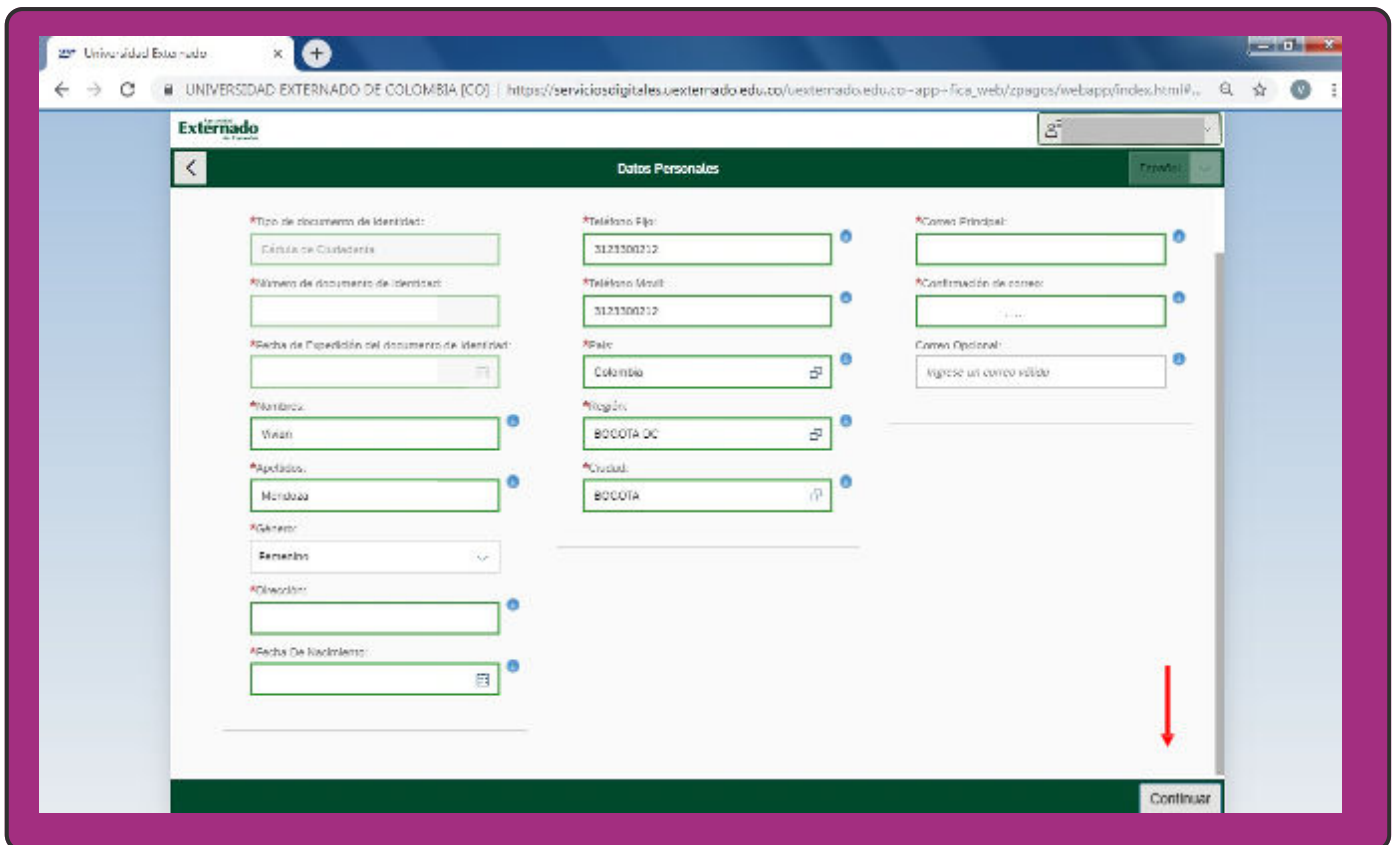 Universidad Externado
UNIVERSIDAD EXTERNADO DE COLOMBIA [CO] | https://serviciosdigitales.uexternado.edu.co/uexternado.edu.co~app~fica_web/zpagos/webapp/index.html#...
V
Externado
Datos Personales
Español
*Tipo de documento de identidad:
Cédula de Ciudadanía
*Número de documento de identidad:
*Fecha de Expedición del documento de identidad:
*Nombres:
Vivian
*Apellidos:
Mendoza
*Género:
Femenino
*Dirección:
*Fecha De Nacimiento:
*Teléfono Fijo:
3123300212
*Teléfono Movil:
3123300212
*País:
Colombia
*Región:
BOGOTA DC
*Ciudad:
BOGOTA
*Correo Principal:
*Confirmación de correo:
Correo Opcional:
Ingrese un correo válido
Continuar